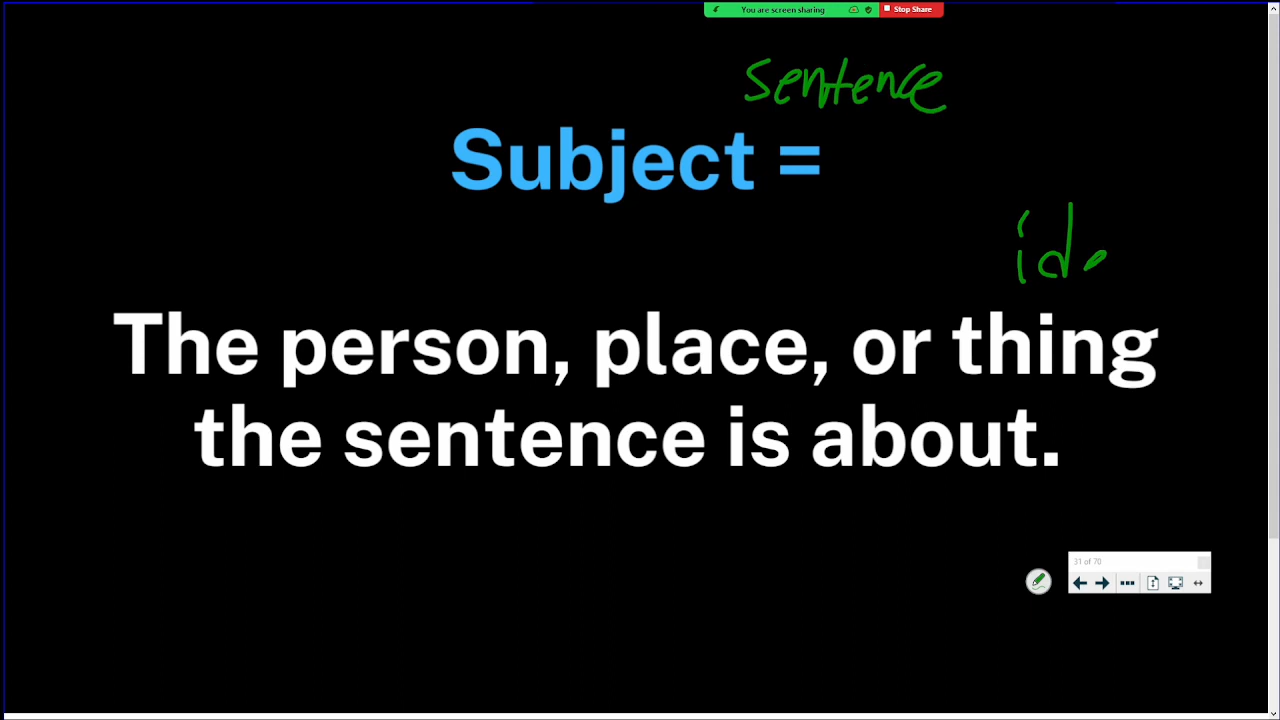 You are screen sharing Stop Share
sentence
Subject =
The person, place, or thing
the sentence is about.
31 of 70